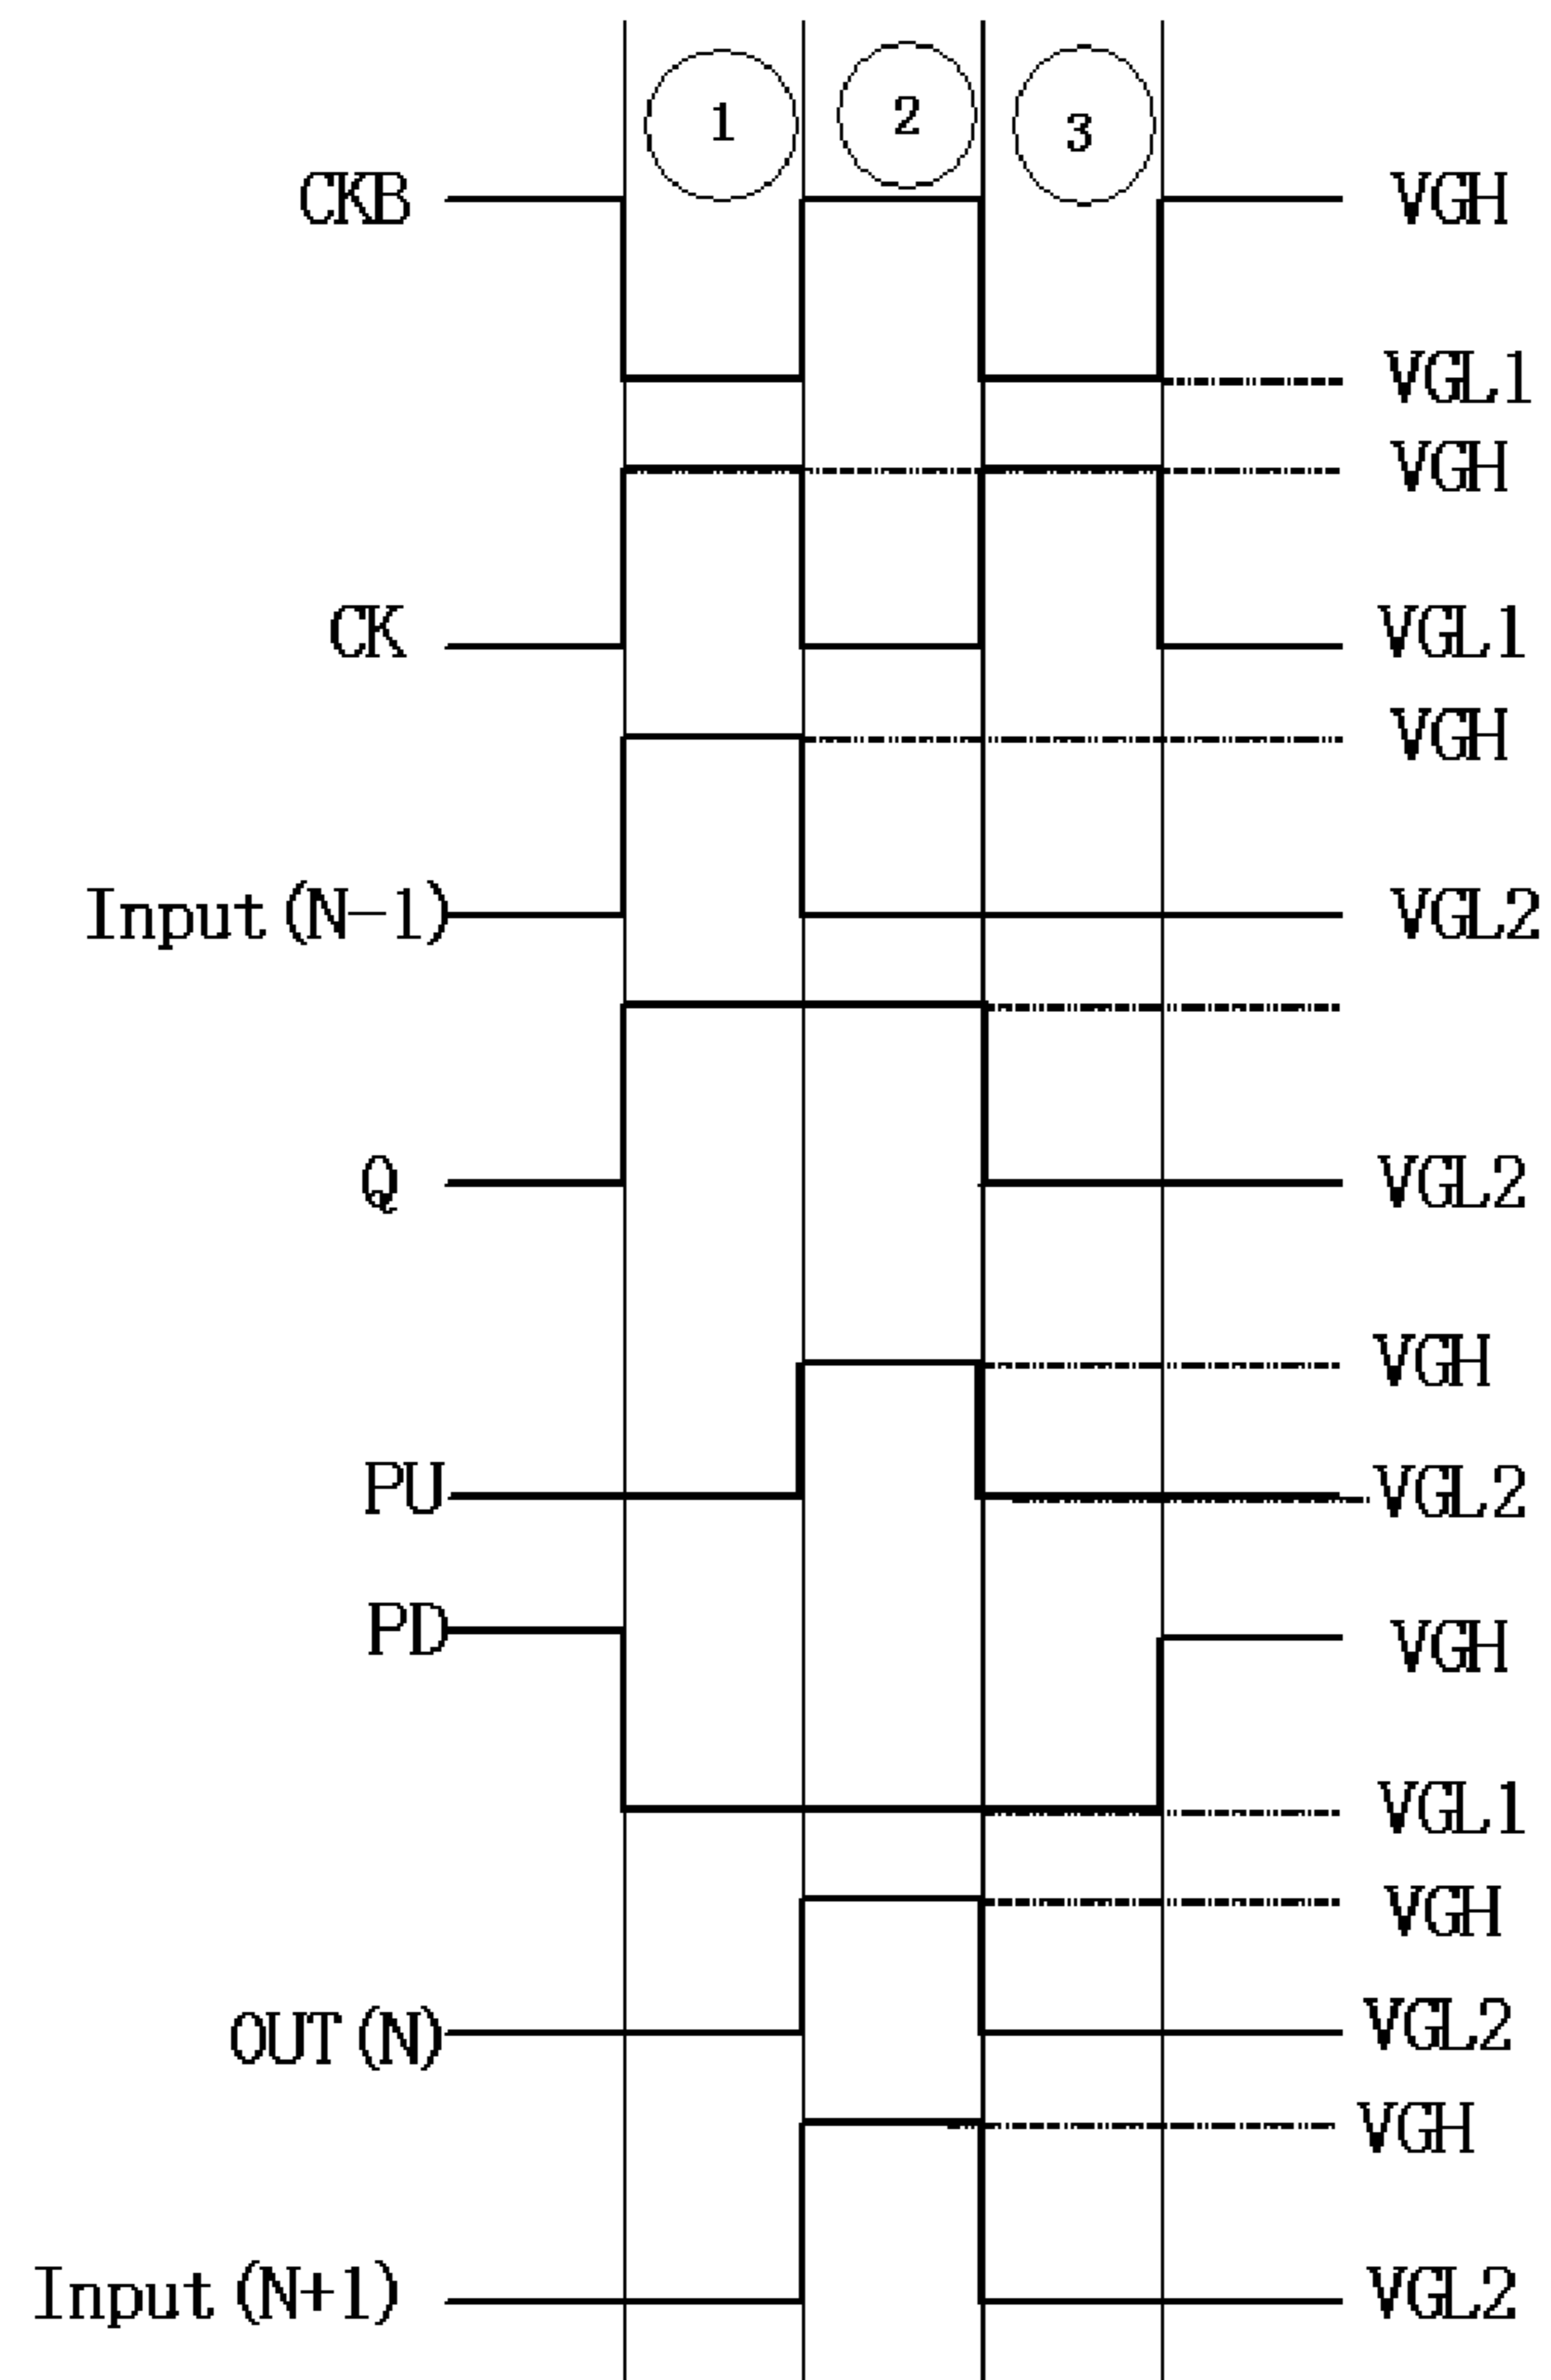 1 2 3
CKB VGH
VGL1
VGH
CK VGL1
VGH
Input(N-1) VGL2
Q VGL2
VGH
PU VGL2
PD VGH
VGL1
VGH
OUT(N) VGL2
VGH
Input(N+1) VGL2